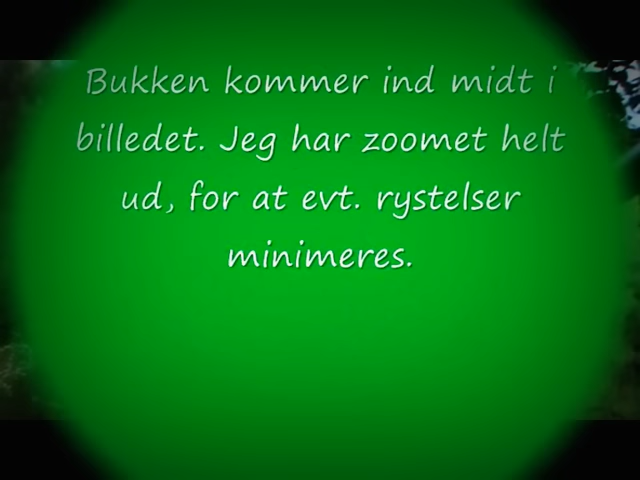 Bukken kommer ind midt i
billedet. Jeg har zoomet helt
ud, for at evt. rystelser
minimeres.